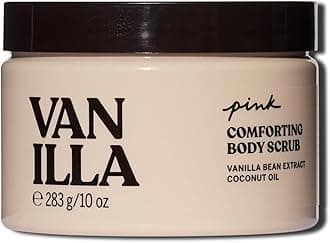 VAN
ILLA
℮ 283 g/10 oz
pink
COMFORTING
BODY SCRUB
VANILLA BEAN EXTRACT
COCONUT OIL